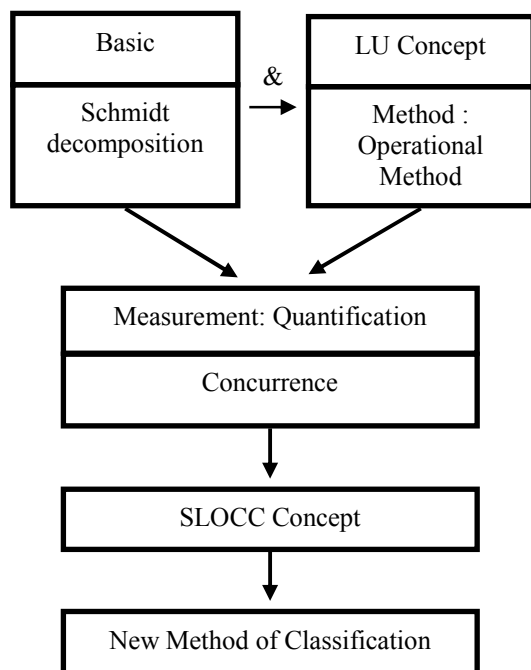 Basic
Schmidt
decomposition
&
LU Concept
Method :
Operational
Method
Measurement: Quantification
Concurrence
SLOCC Concept
New Method of Classification